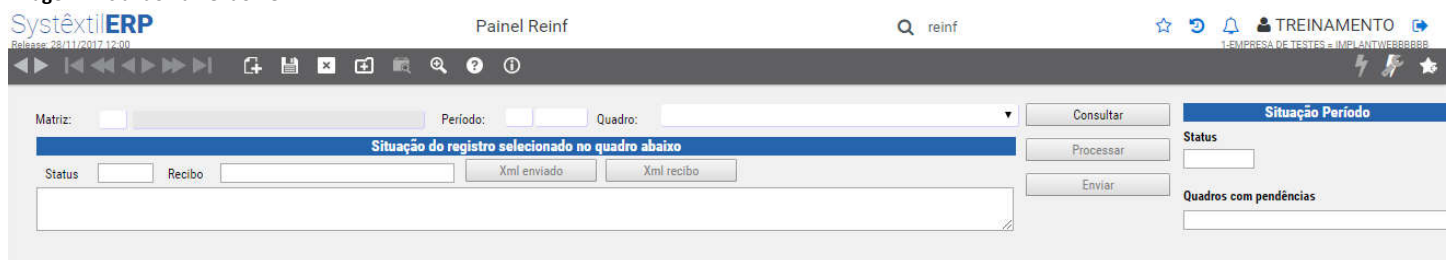 Systêxtil ERP
Painel Reinf
reinf
TREINAMENTO
Release: 28/11/2017 12:00
1-EMPRESA DE TESTES = IMPLANTWEBBBBBB
Matriz:
Período:
Quadro:
Consultar
Situação Período
Situação do registro selecionado no quadro abaixo
Processar
Status
Status
Recibo
Xml enviado
Xml recibo
Enviar
Quadros com pendências